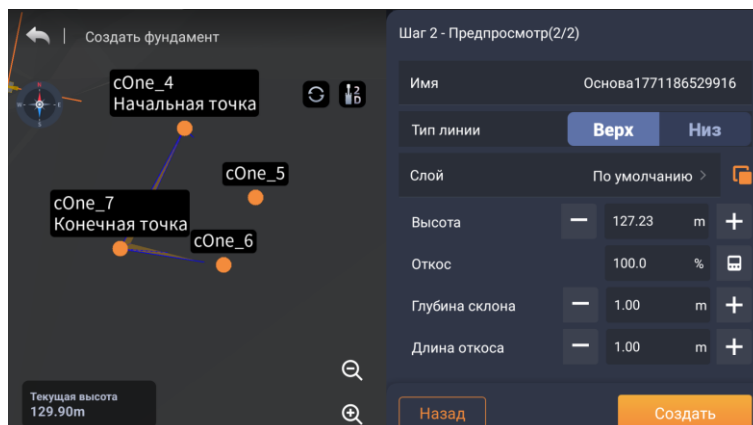 Создать фундамент
cOne_4
Начальная точка
2
D
cOne_5
cOne_7
Конечная точка
cOne_6
Текущая высота
129.90m
Шаг 2 - Предпросмотр(2/2)
Имя Основа1771186529916
Тип линии Верх Низ
Слой По умолчанию >
Высота − 127.23 m +
Откос 100.0 %
Глубина склона − 1.00 m +
Длина откоса − 1.00 m +
Назад Создать